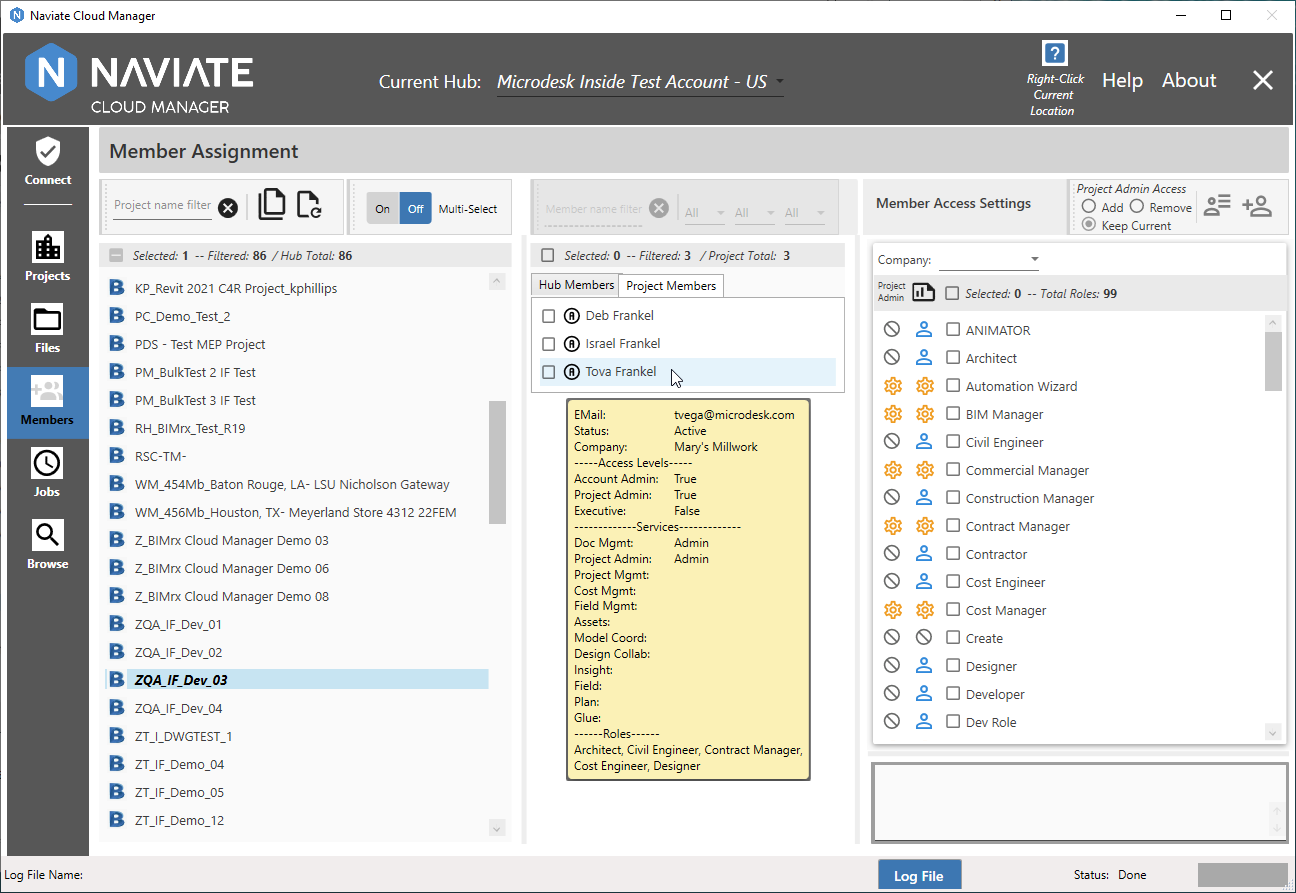 Naviate Cloud Manager
NAVIATE
CLOUD MANAGER
Current Hub: Microdesk Inside Test Account - US
?
Right-Click
Current
Location
Help
About
Connect
Projects
Files
Members
Jobs
Browse
Member Assignment
Project name filter
On
Off
Multi-Select
Selected: 1 -- Filtered: 86 / Hub Total: 86
B KP_Revit 2021 C4R Project_kphillips
B PC_Demo_Test_2
B PDS - Test MEP Project
B PM_BulkTest 2 IF Test
B PM_BulkTest 3 IF Test
B RH_BIMrx_Test_R19
B RSC-TM-
B WM_454Mb_Baton Rouge, LA- LSU Nicholson Gateway
B WM_456Mb_Houston, TX- Meyerland Store 4312 22FEM
B Z_BIMrx Cloud Manager Demo 03
B Z_BIMrx Cloud Manager Demo 06
B Z_BIMrx Cloud Manager Demo 08
B ZQA_IF_Dev_01
B ZQA_IF_Dev_02
B ZQA_IF_Dev_03
B ZQA_IF_Dev_04
B ZT_I_DWGTEST_1
B ZT_IF_Demo_04
B ZT_IF_Demo_05
B ZT_IF_Demo_12
Member name filter
All
All
All
Selected: 0 -- Filtered: 3 / Project Total: 3
Hub Members
Project Members
A Deb Frankel
A Israel Frankel
A Tova Frankel
EMail: tvega@microdesk.com
Status: Active
Company: Mary's Millwork
-----Access Levels-----
Account Admin: True
Project Admin: True
Executive: False
-------------Services-------------
Doc Mgmt: Admin
Project Admin: Admin
Project Mgmt:
Cost Mgmt:
Field Mgmt:
Assets:
Model Coord:
Design Collab:
Insight:
Field:
Plan:
Glue:
------Roles------
Architect, Civil Engineer, Contract Manager,
Cost Engineer, Designer
Member Access Settings
Project Admin Access
Add
Remove
Keep Current
Company:
Project
Admin
Selected: 0 -- Total Roles: 99
ANIMATOR
Architect
Automation Wizard
BIM Manager
Civil Engineer
Commercial Manager
Construction Manager
Contract Manager
Contractor
Cost Engineer
Cost Manager
Create
Designer
Developer
Dev Role
Log File Name:
Log File
Status: Done